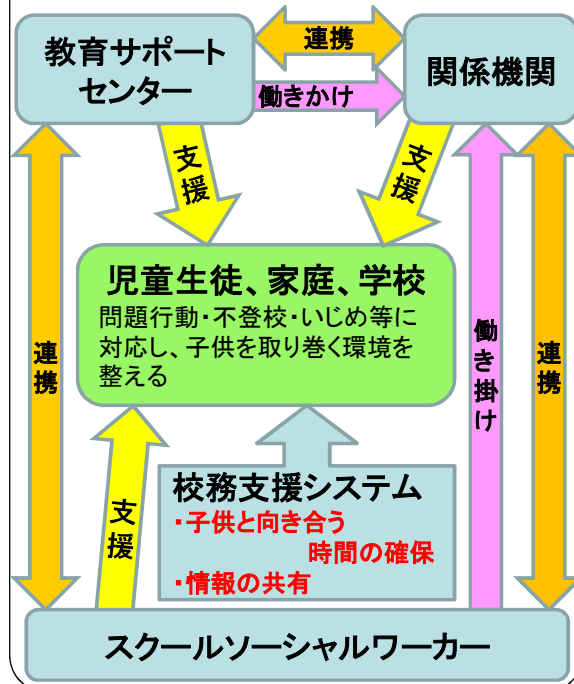 教育サポート
センター
連携
関係機関
働きかけ
支援
支援
児童生徒、家庭、学校
問題行動・不登校・いじめ等に
対応し、子供を取り巻く環境を
整える
連携
働き掛け
連携
支援
校務支援システム
・子供と向き合う
時間の確保
・情報の共有
スクールソーシャルワーカー